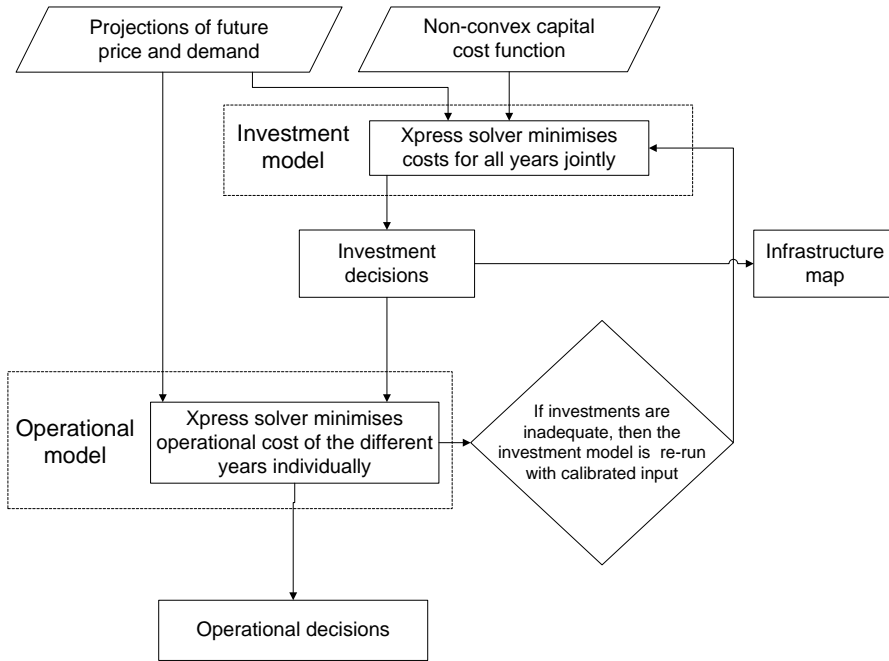 Projections of future
price and demand
Non-convex capital
cost function
Investment
model
Xpress solver minimises
costs for all years jointly
Investment
decisions
Infrastructure
map
Operational
model
Xpress solver minimises
operational cost of the different
years individually
If investments are
inadequate, then the
investment model is re-run
with calibrated input
Operational decisions